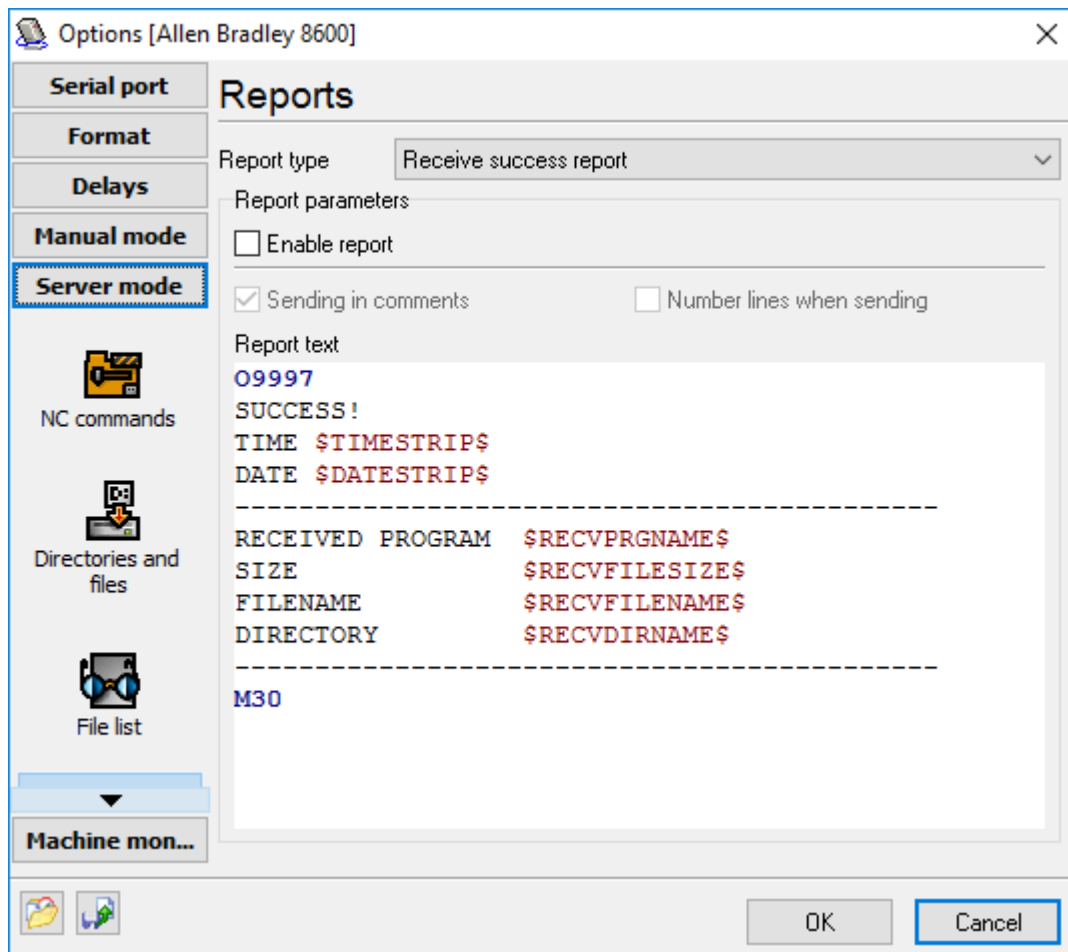 Options [Allen Bradley 8600]
Serial port
Format
Delays
Manual mode
Server mode
NC commands
Directories and
files
File list
Machine mon...
Reports
Report type Receive success report
Report parameters
Enable report
Sending in comments Number lines when sending
Report text
O9997
SUCCESS!
TIME $TIMESTRIP$
DATE $DATESTRIP$
--------------------------------------------
RECEIVED PROGRAM $RECVPRGNAME$
SIZE $RECVFILESIZE$
FILENAME $RECVFILENAME$
DIRECTORY $RECVDIRNAME$
--------------------------------------------
M30
OK Cancel